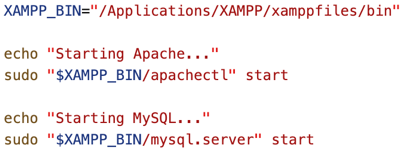 XAMPP_BIN="/Applications/XAMPP/xamppfiles/bin"
echo "Starting Apache..."
sudo "$XAMPP_BIN/apachectl" start
echo "Starting MySQL..."
sudo "$XAMPP_BIN/mysql.server" start